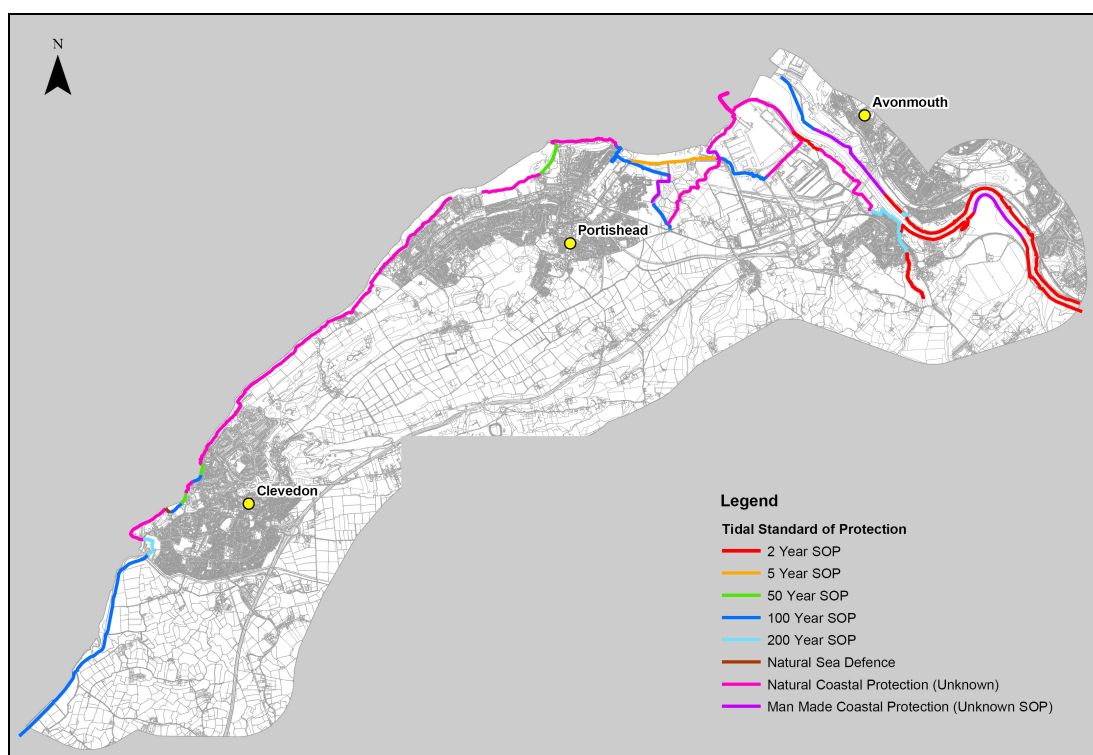 N
Avonmouth
Portishead
Clevedon
Legend
Tidal Standard of Protection
2 Year SOP
5 Year SOP
50 Year SOP
100 Year SOP
200 Year SOP
Natural Sea Defence
Natural Coastal Protection (Unknown)
Man Made Coastal Protection (Unknown SOP)